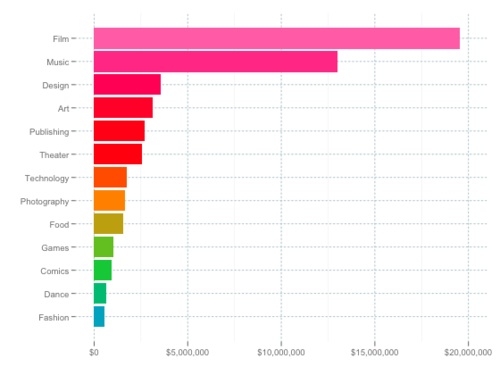 Film
Music
Design
Art
Publishing
Theater
Technology
Photography
Food
Games
Comics
Dance
Fashion
$0 $5,000,000 $10,000,000 $15,000,000 $20,000,000